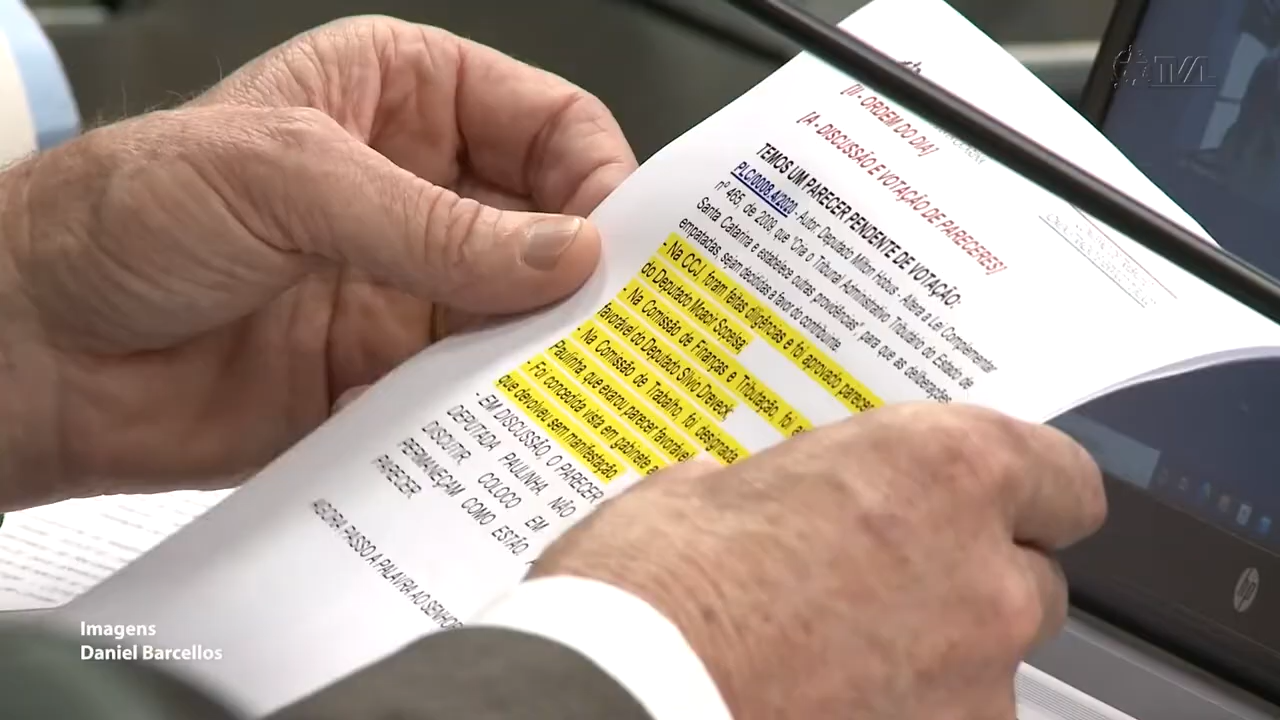 TVAL
[II - ORDEM DO DIA]
[A - DISCUSSÃO E VOTAÇÃO DE PARECERES]
TEMOS UM PARECER PENDENTE DE VOTAÇÃO:
PLC/0008.4/2020 - Autor: Deputado Milton Hobus - Altera a Lei Complementar
nº 465, de 2009, que "Cria o Tribunal Administrativo Tributário do Estado de
Santa Catarina e estabelece outras providências", para que as deliberações
empatadas, sejam decididas a favor do contribuinte.
- Na CCJ, foram feitas diligências e foi aprovado parecer
do Deputado Moacir Sopelsa
- Na Comissão de Finanças e Tributação, foi
favorável do Deputado Silvio Dreveck
- Na Comissão de Trabalho, foi designada
Paulinha, que exarou parecer favorável
- Foi concedida vista em gabinete
que devolveu sem manifestação.
- EM DISCUSSÃO, O PARECER
DEPUTADA PAULINHA, NÃO
DISCUTIR, COLOCO EM
PERMANEÇAM COMO ESTÃO.
PARECER.
AGORA PASSO A PALAVRA AO SENHOR
hp
Imagens
Daniel Barcellos